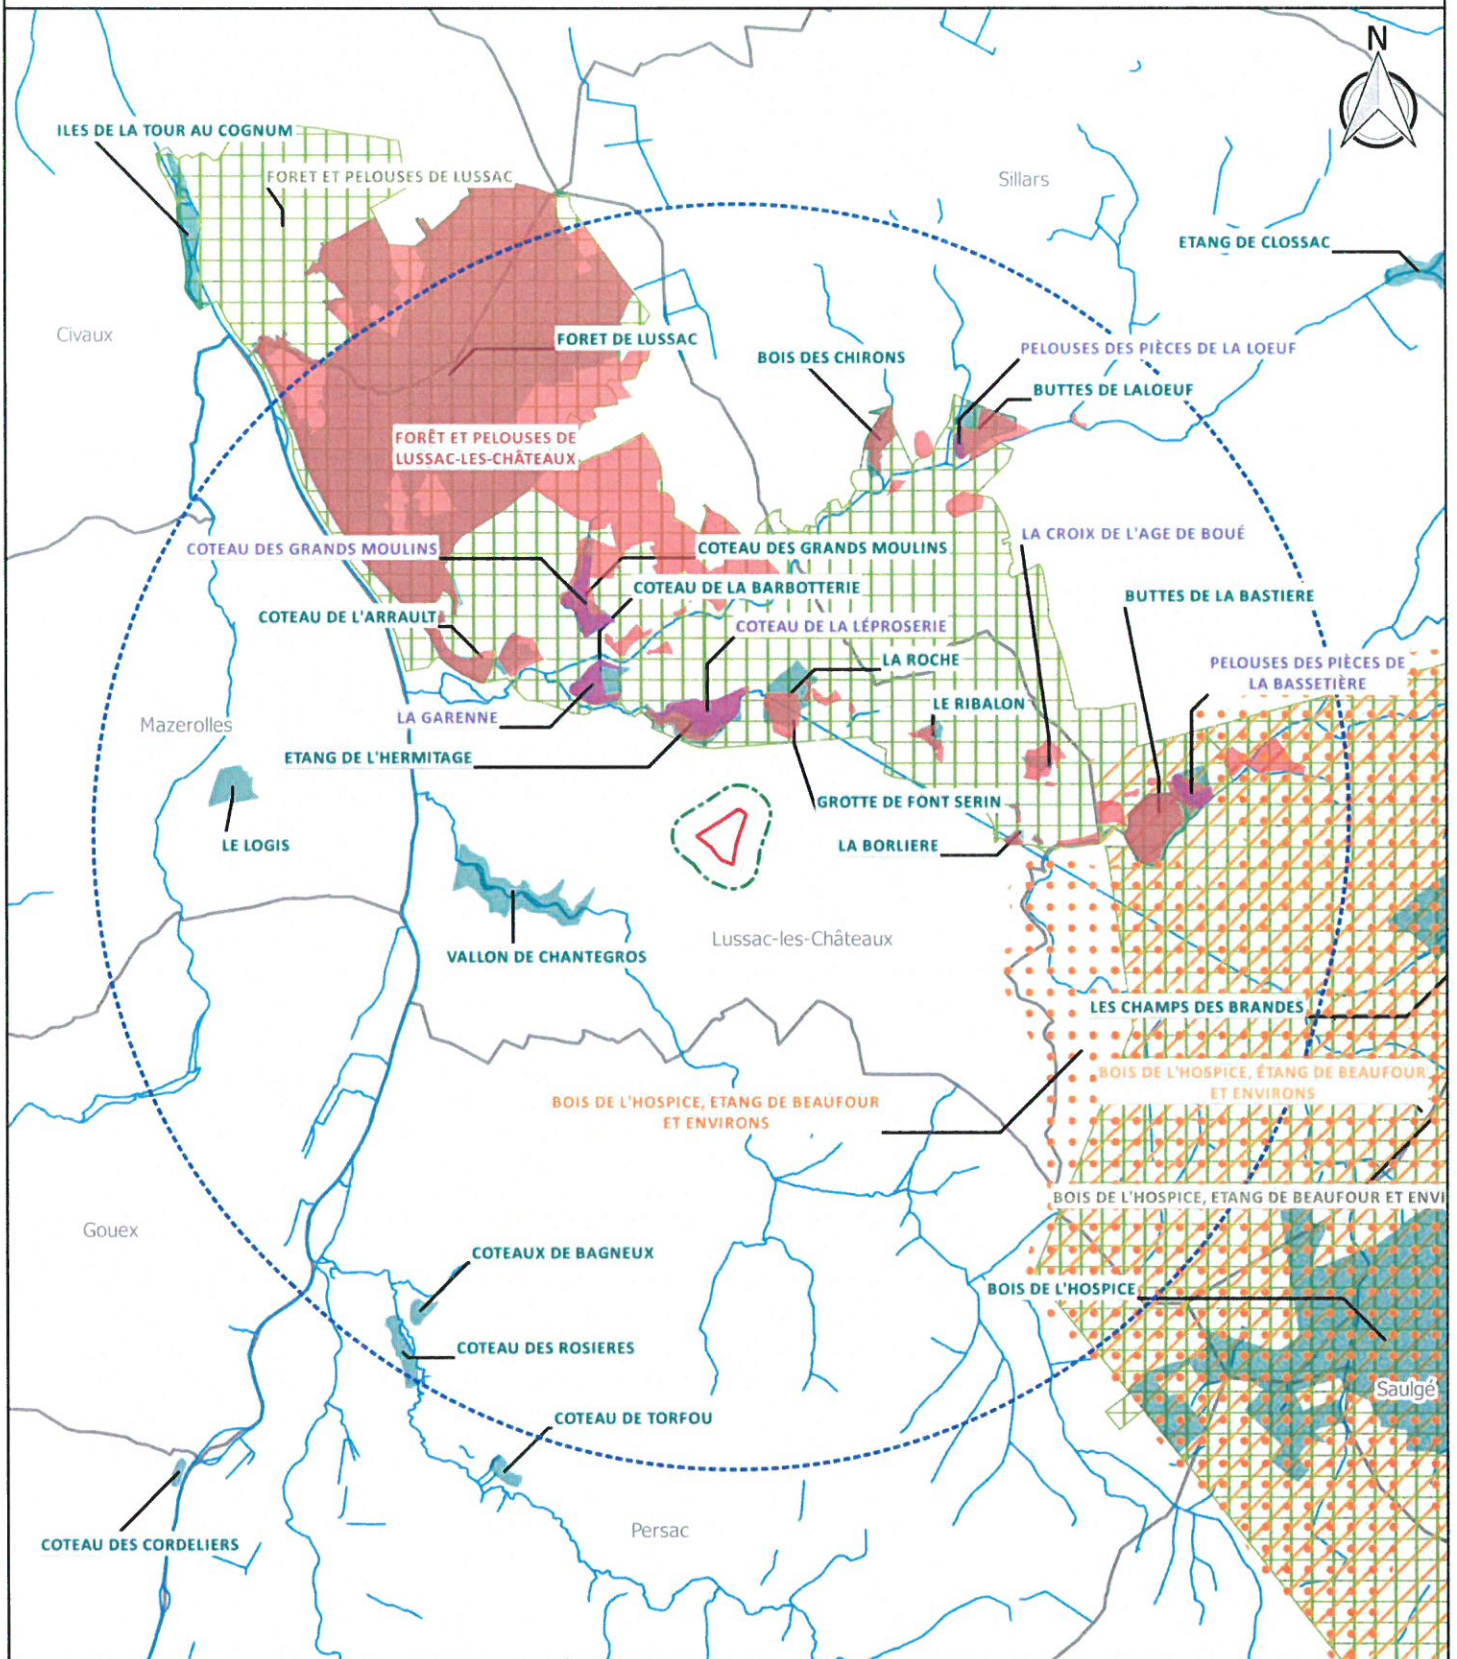 N
ILES DE LA TOUR AU COGNUM
FORET ET PELOUSES DE LUSSAC
Sillars
ETANG DE CLOSSAC
Civaux
FORET DE LUSSAC
BOIS DES CHIRONS
PELOUSES DES PIÈCES DE LA LOEUF
BUTTES DE LALOEUF
FORÊT ET PELOUSES DE
LUSSAC-LES-CHÂTEAUX
COTEAU DES GRANDS MOULINS
COTEAU DES GRANDS MOULINS
LA CROIX DE L'AGE DE BOUÉ
COTEAU DE LA BARBOTTERIE
BUTTES DE LA BASTIERE
COTEAU DE L'ARRAULT
COTEAU DE LA LÉPROSERIE
LA ROCHE
PELOUSES DES PIÈCES DE
LA BASSETIÈRE
LE RIBALON
LA GARENNE
Mazerolles
ETANG DE L'HERMITAGE
GROTTE DE FONT SERIN
LE LOGIS
LA BORLIERE
Lussac-les-Châteaux
VALLON DE CHANTEGROS
LES CHAMPS DES BRANDES
BOIS DE L'HOSPICE, ÉTANG DE BEAUFOUR
ET ENVIRONS
BOIS DE L'HOSPICE, ETANG DE BEAUFOUR
ET ENVIRONS
BOIS DE L'HOSPICE, ETANG DE BEAUFOUR ET ENVI
Gouex
COTEAUX DE BAGNEUX
BOIS DE L'HOSPICE
COTEAU DES ROSIERES
Saulgé
COTEAU DE TORFOU
Persac
COTEAU DES CORDELIERS